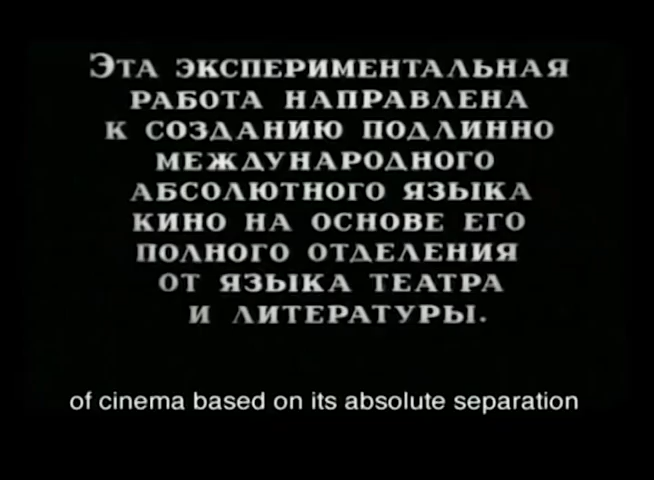 Эта экспериментальная
работа направлена
к созданию подлинно
международного
абсолютного языка
кино на основе его
полного отделения
от языка театра
и литературы.
of cinema based on its absolute separation